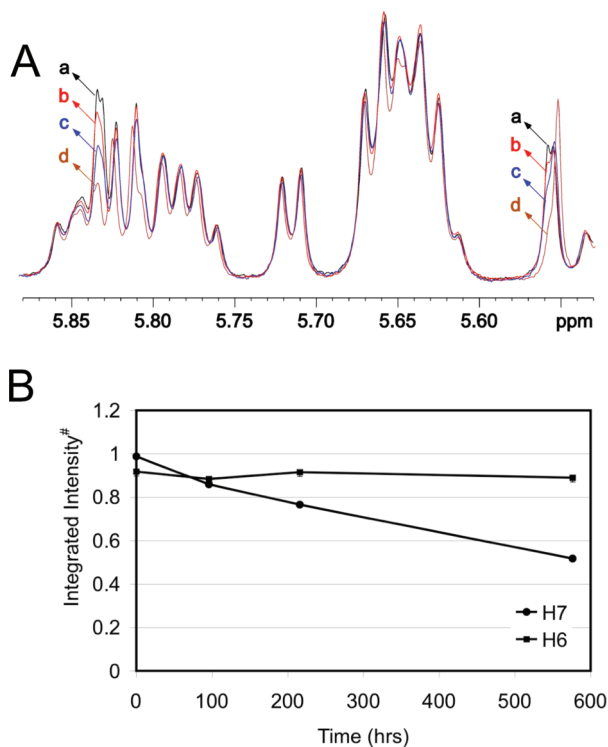 A
a
b
c
d
a
b
c
d
5.85 5.80 5.75 5.70 5.65 5.60 ppm
B
Integrated Intensity#
1.2
1
0.8
0.6
0.4
0.2
0
H7
H6
0 100 200 300 400 500 600
Time (hrs)